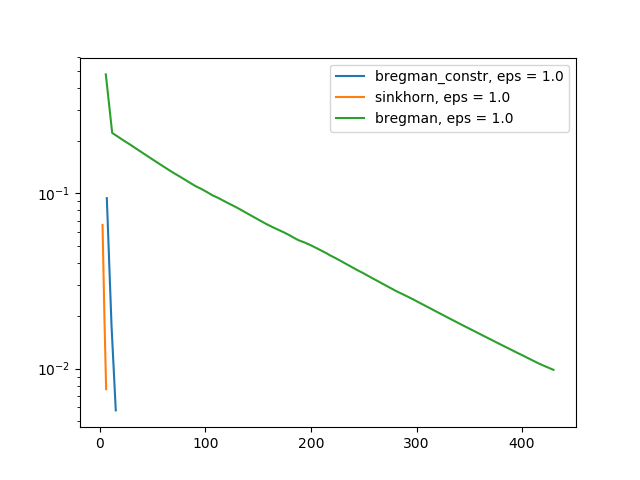 bregman_constr, eps = 1.0
sinkhorn, eps = 1.0
bregman, eps = 1.0
10⁻¹
10⁻²
0 100 200 300 400